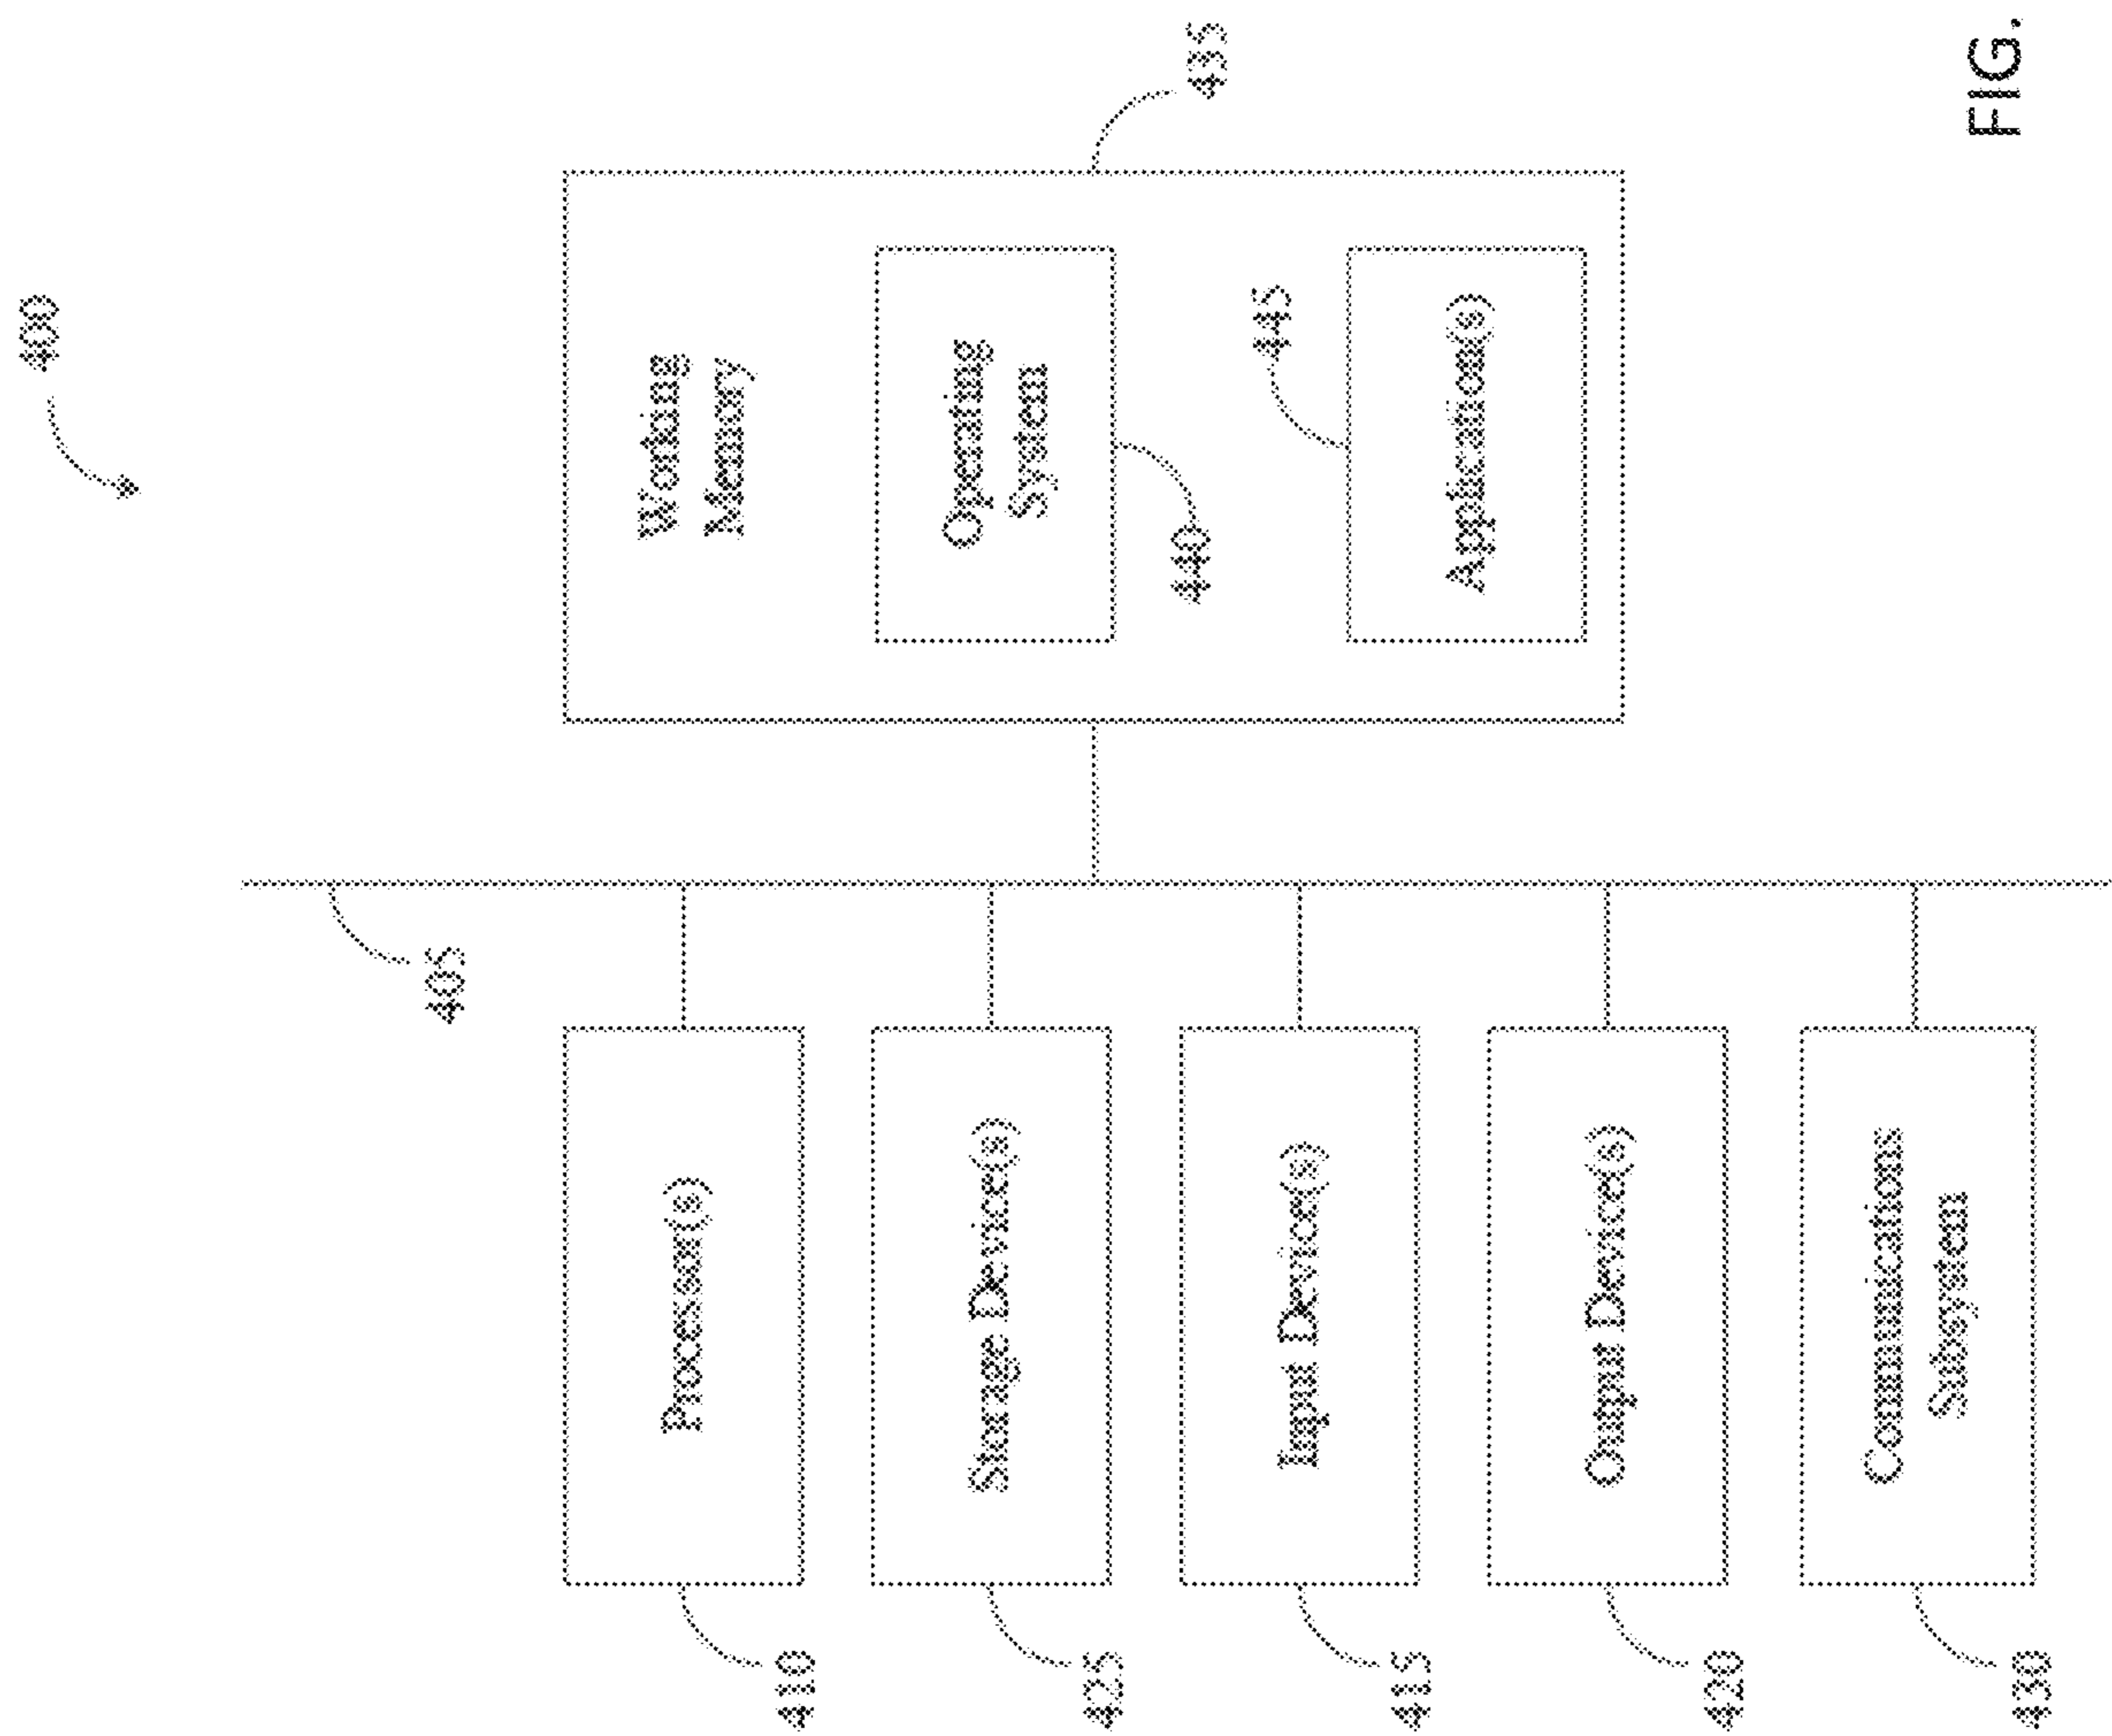 400
405
Processor(s)
410
Working
Memory
435
Storage Device(s)
425
Operating
System
440
Input Device(s)
415
445
Application(s)
Output Device(s)
420
Communications
Subsystem
430
FIG.